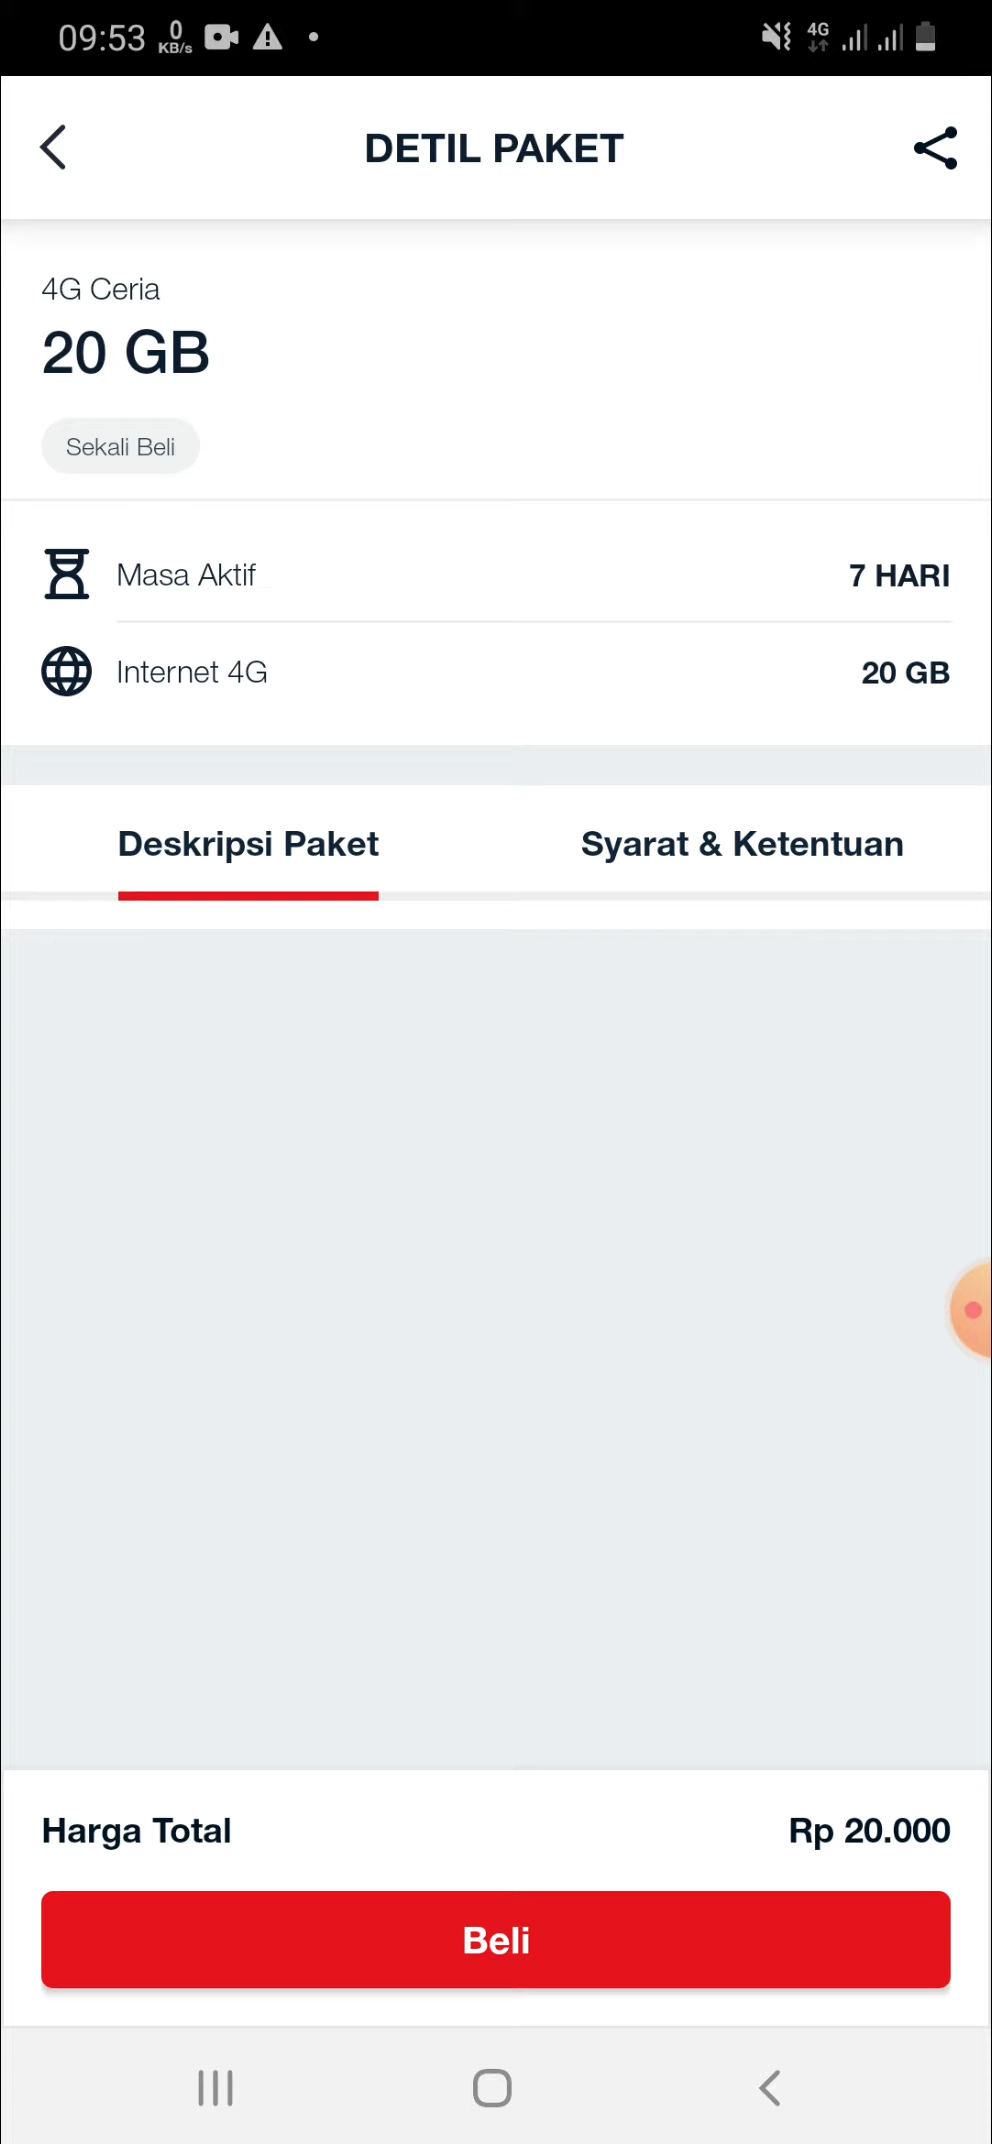 09:53 0 KB/s 4G
DETIL PAKET
4G Ceria
20 GB
Sekali Beli
Masa Aktif 7 HARI
Internet 4G 20 GB
Deskripsi Paket Syarat & Ketentuan
Harga Total Rp 20.000
Beli